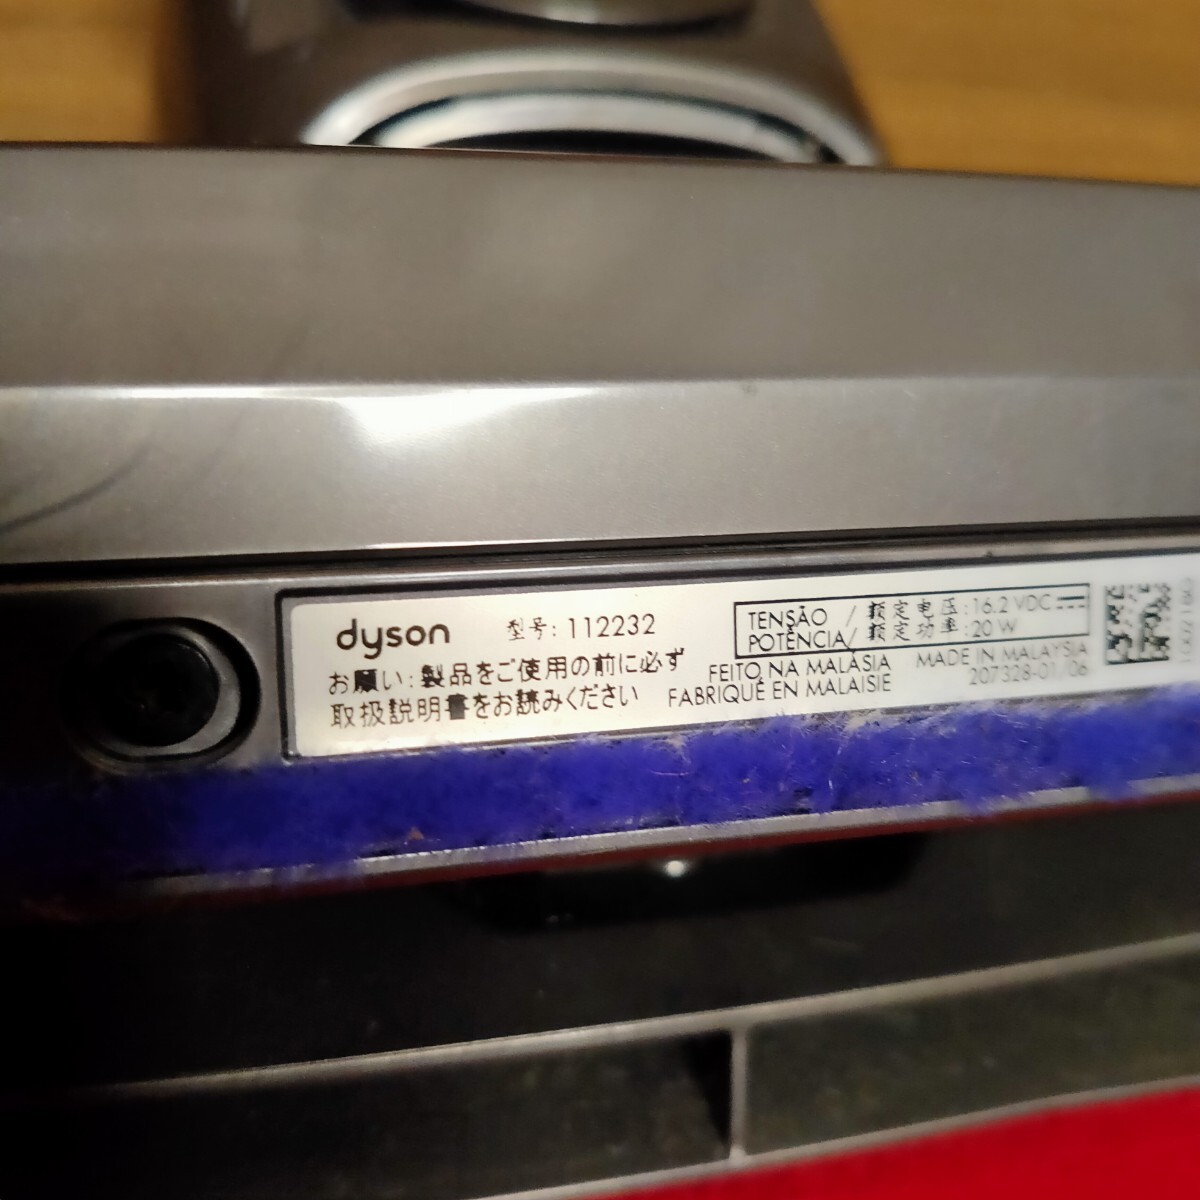 dyson 型号: 112232
お願い: 製品をご使用の前に必ず
取扱説明書をお読みください
TENSÃO / 额定电压: 16.2 VDC
POTÊNCIA/ 额定功率: 20 W
FEITO NA MALÁSIA MADE IN MALAYSIA
FABRIQUÉ EN MALAISIE 207328-01/06